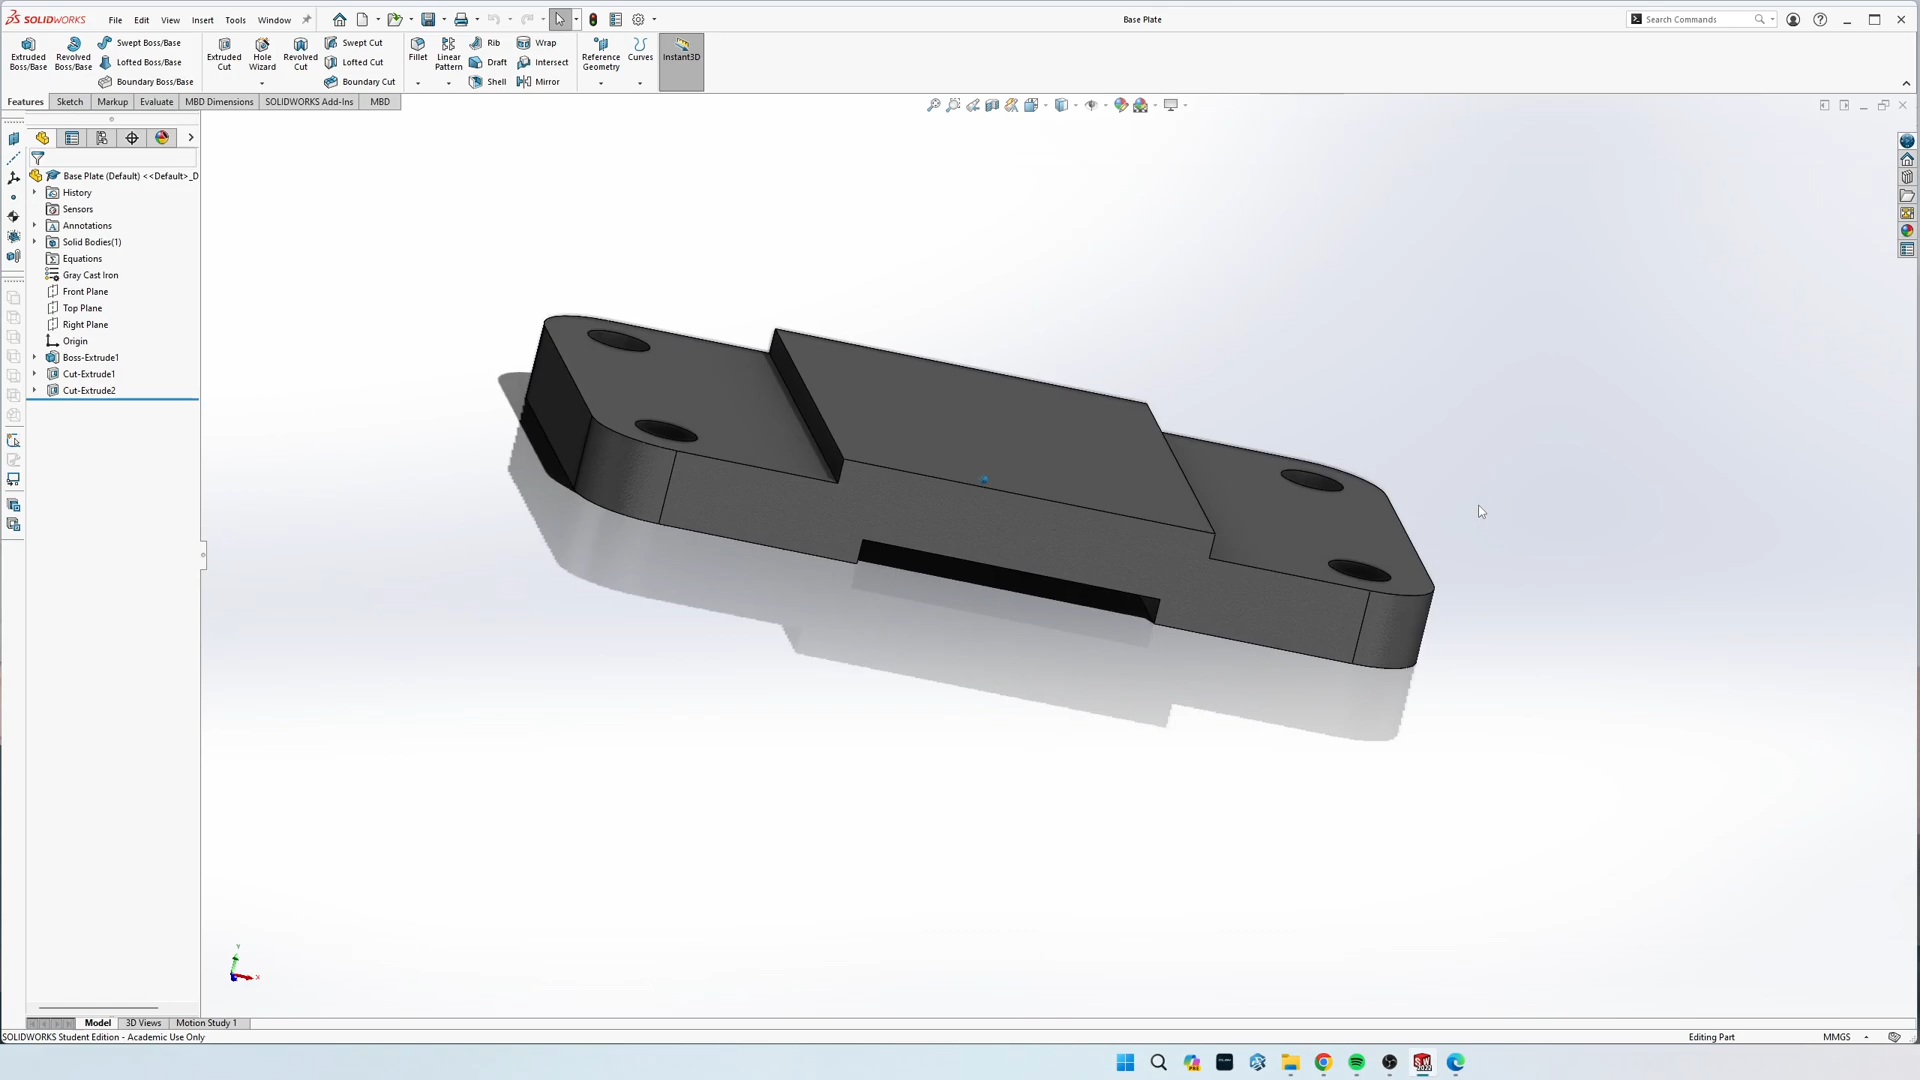 SOLIDWORKS File Edit View Insert Tools Window Base Plate Search Commands
Extruded Boss/Base
Revolved Boss/Base
Swept Boss/Base
Lofted Boss/Base
Boundary Boss/Base
Extruded Cut
Hole Wizard
Revolved Cut
Swept Cut
Lofted Cut
Boundary Cut
Fillet
Linear Pattern
Rib
Draft
Shell
Wrap
Intersect
Mirror
Reference Geometry
Curves
Instant3D
Features Sketch Markup Evaluate MBD Dimensions SOLIDWORKS Add-Ins MBD
Base Plate (Default) <<Default>_D
History
Sensors
Annotations
Solid Bodies(1)
Equations
Gray Cast Iron
Front Plane
Top Plane
Right Plane
Origin
Boss-Extrude1
Cut-Extrude1
Cut-Extrude2
Y
X
Model 3D Views Motion Study 1
SOLIDWORKS Student Edition - Academic Use Only Editing Part MMGS